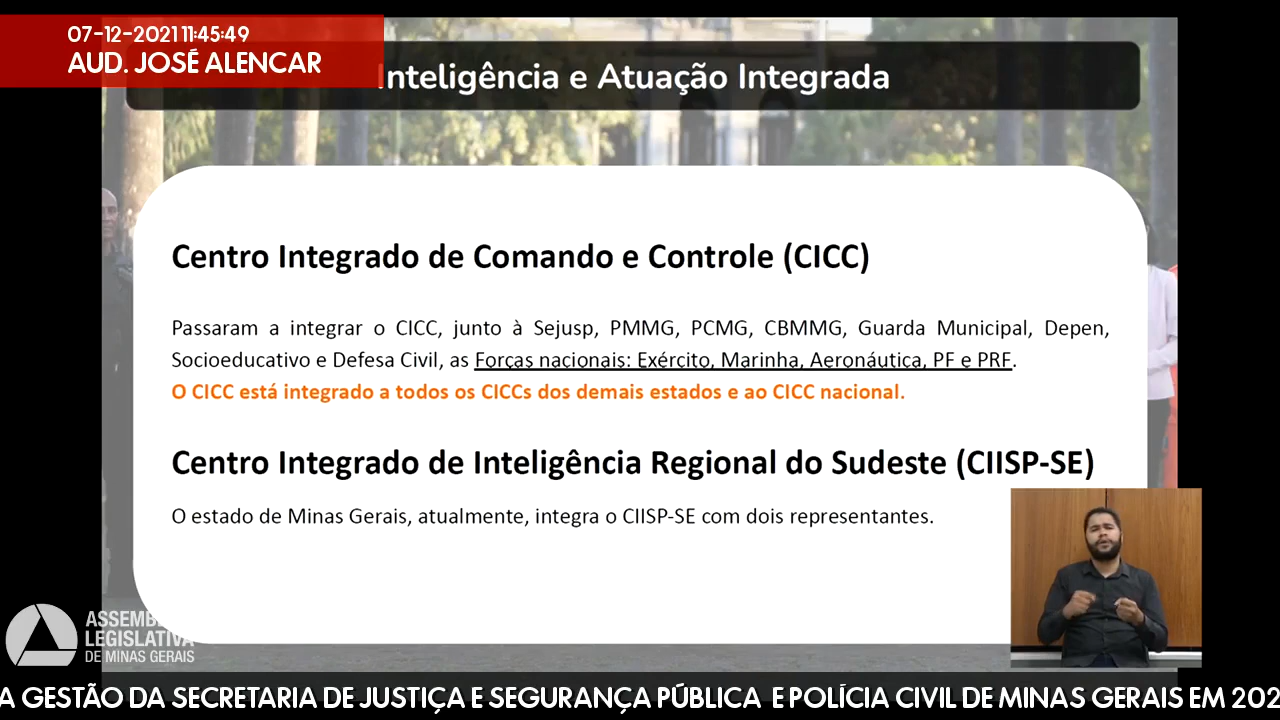 07-12-2021 11:45:49
AUD. JOSÉ ALENCAR
Inteligência e Atuação Integrada
Centro Integrado de Comando e Controle (CICC)
Passaram a integrar o CICC, junto à Sejusp, PMMG, PCMG, CBMMG, Guarda Municipal, Depen,
Socioeducativo e Defesa Civil, as Forças nacionais: Exército, Marinha, Aeronáutica, PF e PRF.
O CICC está integrado a todos os CICCs dos demais estados e ao CICC nacional.
Centro Integrado de Inteligência Regional do Sudeste (CIISP-SE)
O estado de Minas Gerais, atualmente, integra o CIISP-SE com dois representantes.
LEGISLATIVA
DE MINAS GERAIS
A GESTÃO DA SECRETARIA DE JUSTIÇA E SEGURANÇA PÚBLICA E POLÍCIA CIVIL DE MINAS GERAIS EM 202